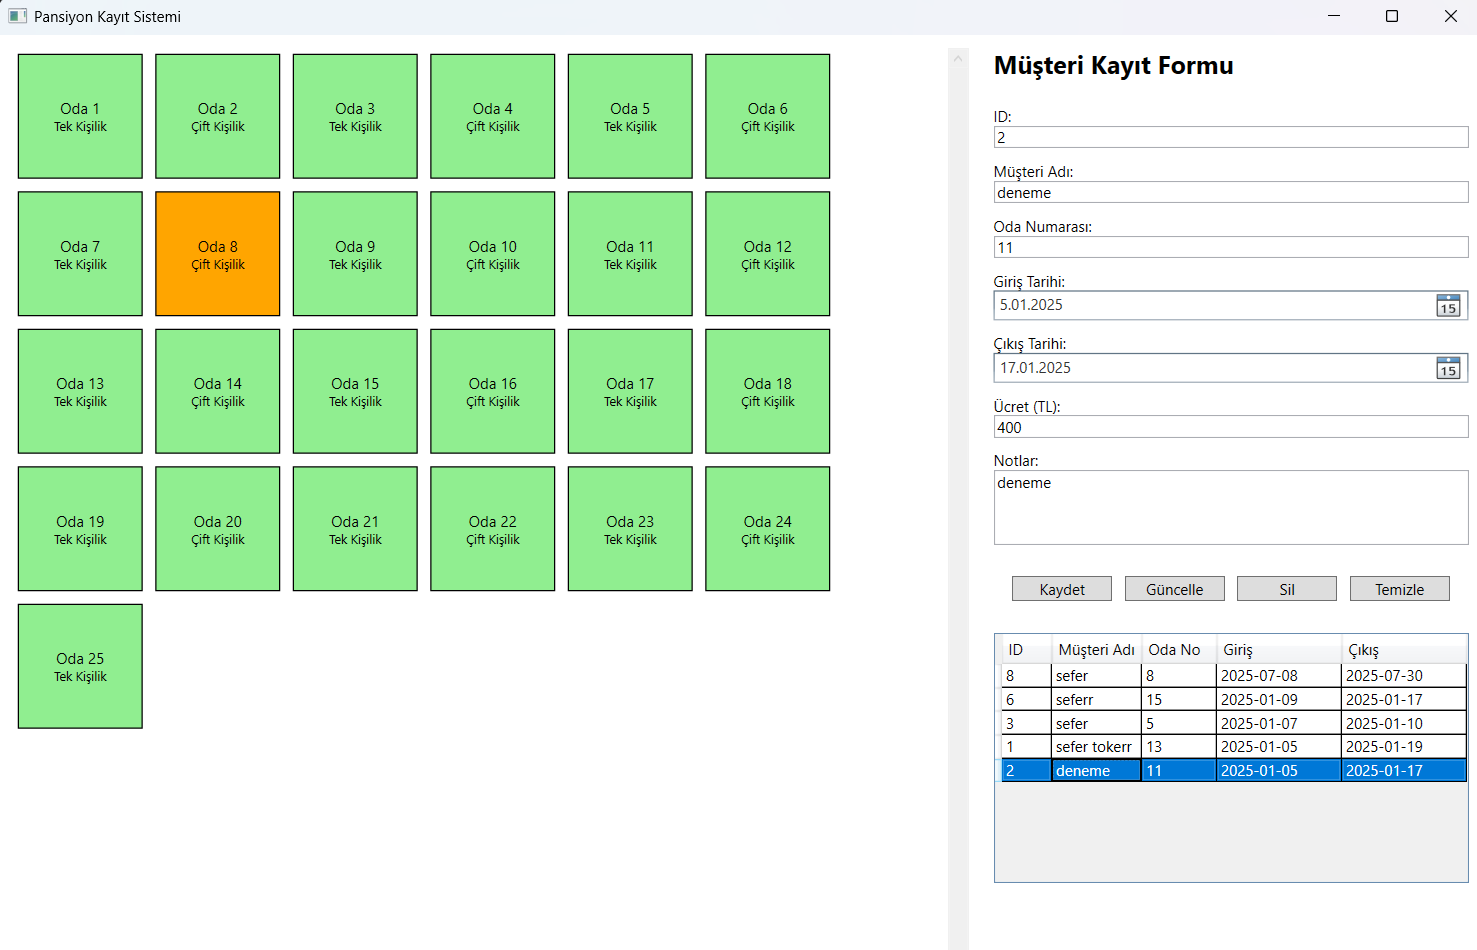 Pansiyon Kayıt Sistemi
Oda 1
Tek Kişilik
Oda 2
Çift Kişilik
Oda 3
Tek Kişilik
Oda 4
Çift Kişilik
Oda 5
Tek Kişilik
Oda 6
Çift Kişilik
Oda 7
Tek Kişilik
Oda 8
Çift Kişilik
Oda 9
Tek Kişilik
Oda 10
Çift Kişilik
Oda 11
Tek Kişilik
Oda 12
Çift Kişilik
Oda 13
Tek Kişilik
Oda 14
Çift Kişilik
Oda 15
Tek Kişilik
Oda 16
Çift Kişilik
Oda 17
Tek Kişilik
Oda 18
Çift Kişilik
Oda 19
Tek Kişilik
Oda 20
Çift Kişilik
Oda 21
Tek Kişilik
Oda 22
Çift Kişilik
Oda 23
Tek Kişilik
Oda 24
Çift Kişilik
Oda 25
Tek Kişilik
Müşteri Kayıt Formu
ID:
2
Müşteri Adı:
deneme
Oda Numarası:
11
Giriş Tarihi:
5.01.2025 15
Çıkış Tarihi:
17.01.2025 15
Ücret (TL):
400
Notlar:
deneme
Kaydet Güncelle Sil Temizle
ID Müşteri Adı Oda No Giriş Çıkış
8 sefer 8 2025-07-08 2025-07-30
6 seferr 15 2025-01-09 2025-01-17
3 sefer 5 2025-01-07 2025-01-10
1 sefer tokerr 13 2025-01-05 2025-01-19
2 deneme 11 2025-01-05 2025-01-17